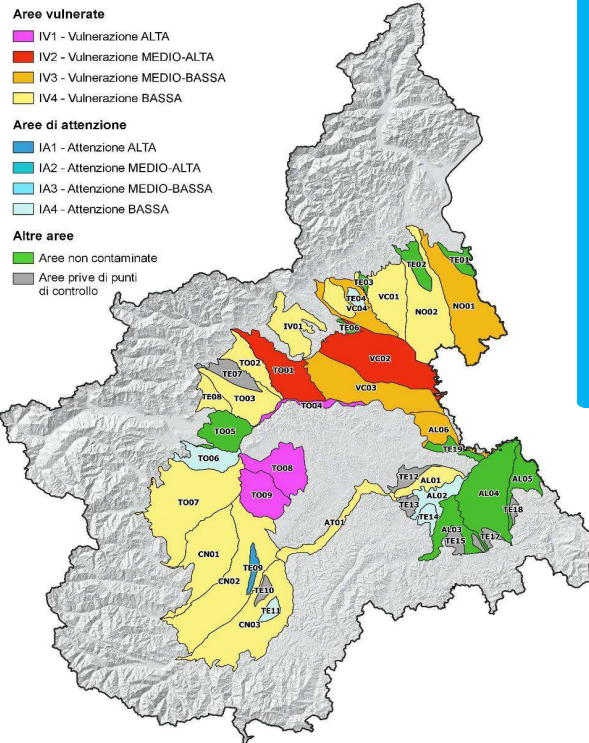 Aree vulnerate
IV1 - Vulnerazione ALTA
IV2 - Vulnerazione MEDIO-ALTA
IV3 - Vulnerazione MEDIO-BASSA
IV4 - Vulnerazione BASSA
Aree di attenzione
IA1 - Attenzione ALTA
IA2 - Attenzione MEDIO-ALTA
IA3 - Attenzione MEDIO-BASSA
IA4 - Attenzione BASSA
Altre aree
Aree non contaminate
Aree prive di punti
di controllo
TE01
TE02
TE03
TE04
VC04
VC01
NO02
NO01
IV01
TE06
VC02
TO02
TE07
TO01
VC03
TE08
TO03
TO04
TO05
AL06
TE19
TO06
TO08
TE12
AL01
AL05
TO07
TO09
AL02
AL04
TE13
TE18
TE14
AT01
AL03
TE15
TE17
CN01
TE09
CN02
TE10
TE11
CN03